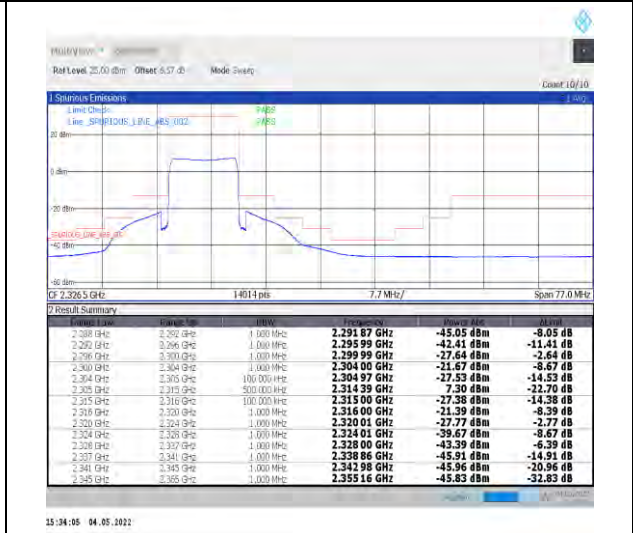 MultiView
Ref Level 25.00 dBm Offset 6.57 dB Mode Sweep
Count 10/10
1 Spurious Emissions
Limit Check PASS
Line _SPURIOUS_LINE_ABS_002 PASS
20 dBm
0 dBm
-20 dBm
-40 dBm
-60 dBm
CF 2.3265 GHz 14014 pts 7.7 MHz/ Span 77.0 MHz
2 Result Summary
Range Low Range Up RBW Frequency Power Abs ΔLimit
2.288 GHz 2.292 GHz 1.000 MHz 2.291 87 GHz -45.05 dBm -8.05 dB
2.292 GHz 2.296 GHz 1.000 MHz 2.295 99 GHz -42.41 dBm -11.41 dB
2.296 GHz 2.300 GHz 1.000 MHz 2.299 99 GHz -27.64 dBm -2.64 dB
2.300 GHz 2.304 GHz 1.000 MHz 2.304 00 GHz -21.67 dBm -8.67 dB
2.304 GHz 2.305 GHz 100.000 kHz 2.304 97 GHz -27.53 dBm -14.53 dB
2.305 GHz 2.315 GHz 500.000 kHz 2.314 39 GHz 7.30 dBm -22.70 dB
2.315 GHz 2.316 GHz 100.000 kHz 2.315 00 GHz -27.38 dBm -14.38 dB
2.316 GHz 2.320 GHz 1.000 MHz 2.316 00 GHz -21.39 dBm -8.39 dB
2.320 GHz 2.324 GHz 1.000 MHz 2.320 01 GHz -27.77 dBm -2.77 dB
2.324 GHz 2.328 GHz 1.000 MHz 2.324 01 GHz -39.67 dBm -8.67 dB
2.328 GHz 2.337 GHz 1.000 MHz 2.328 00 GHz -43.39 dBm -6.39 dB
2.337 GHz 2.341 GHz 1.000 MHz 2.338 86 GHz -45.91 dBm -14.91 dB
2.341 GHz 2.345 GHz 1.000 MHz 2.342 98 GHz -45.96 dBm -20.96 dB
2.345 GHz 2.365 GHz 1.000 MHz 2.355 16 GHz -45.83 dBm -32.83 dB
15:34:05 04.05.2022